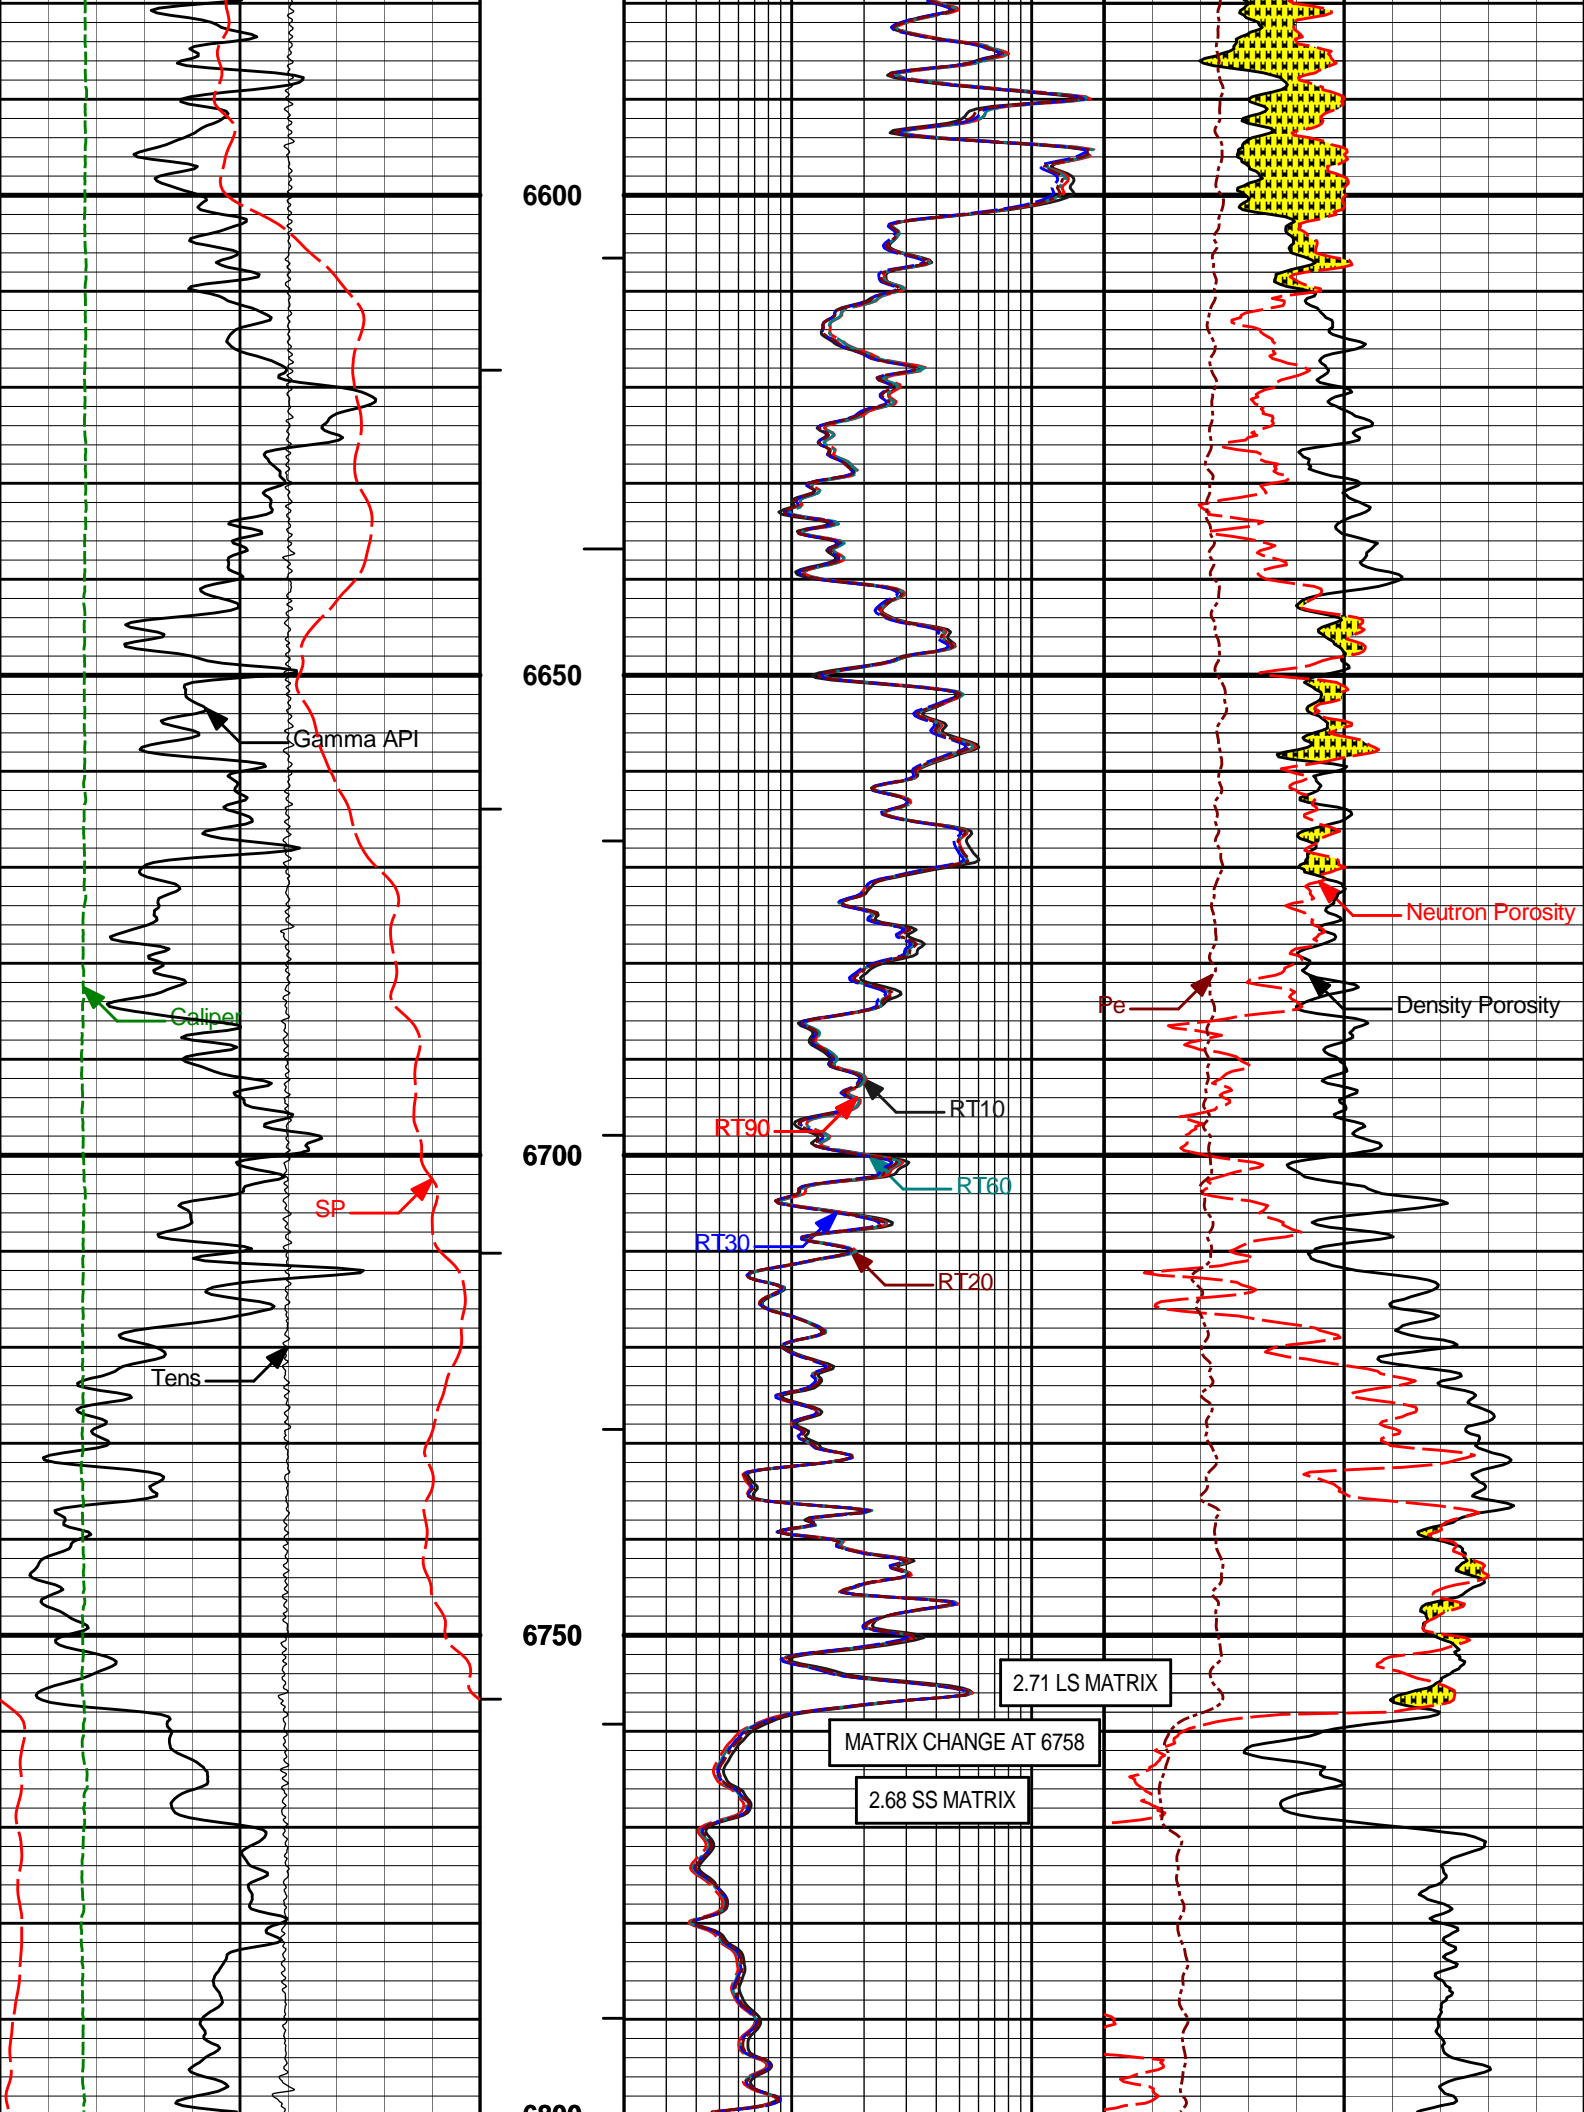 6600
6650
Gamma API
Neutron Porosity
Pe
Density Porosity
Caliper
RT10
RT90
6700
RT60
SP
RT30
RT20
Tens
6750
2.71 LS MATRIX
MATRIX CHANGE AT 6758
2.68 SS MATRIX
6800